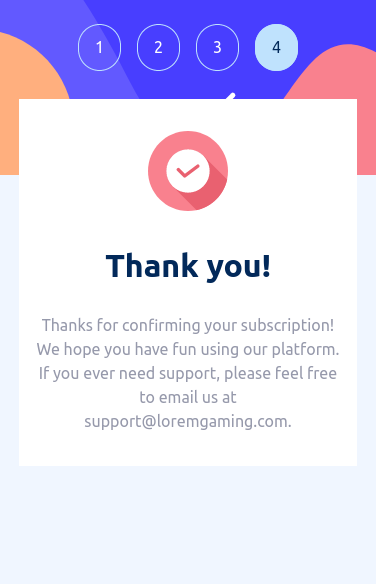 1 2 3 4
Thank you!
Thanks for confirming your subscription!
We hope you have fun using our platform.
If you ever need support, please feel free
to email us at
support@loremgaming.com.